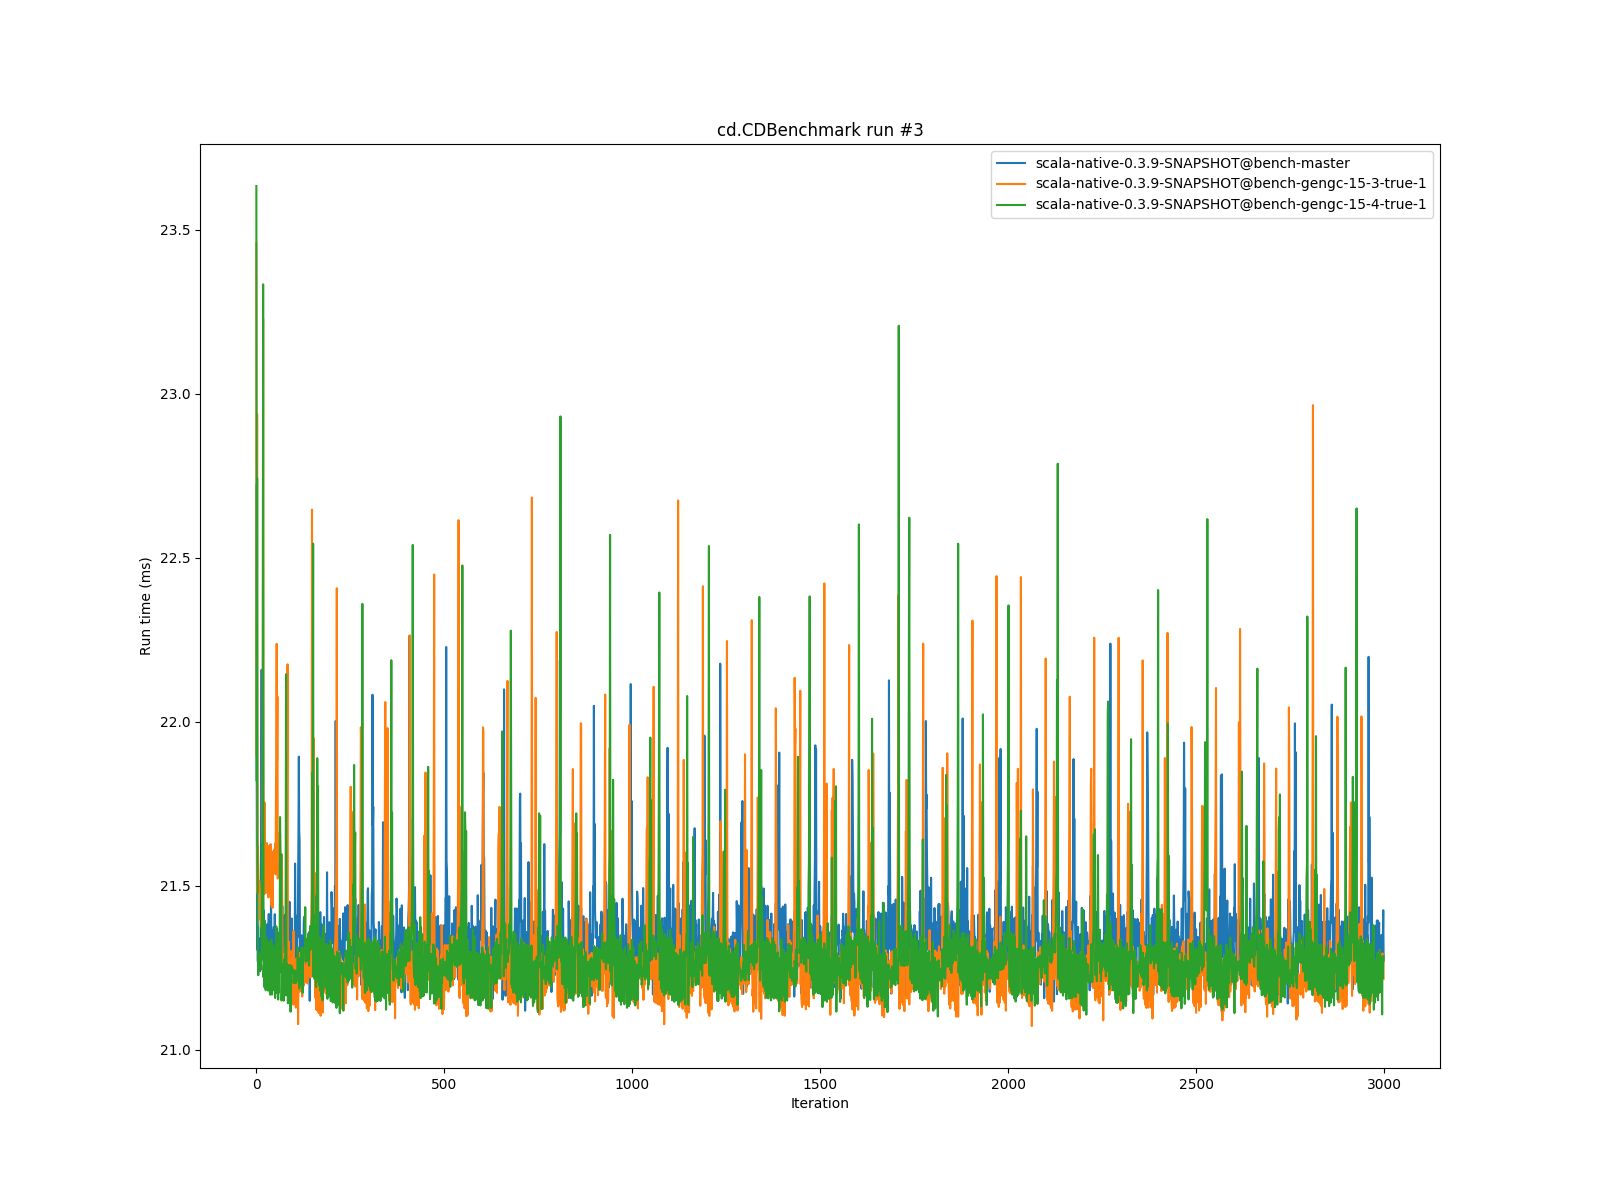 cd.CDBenchmark run #3
scala-native-0.3.9-SNAPSHOT@bench-master
scala-native-0.3.9-SNAPSHOT@bench-gengc-15-3-true-1
scala-native-0.3.9-SNAPSHOT@bench-gengc-15-4-true-1
23.5
23.0
22.5
22.0
21.5
21.0
Run time (ms)
0 500 1000 1500 2000 2500 3000
Iteration